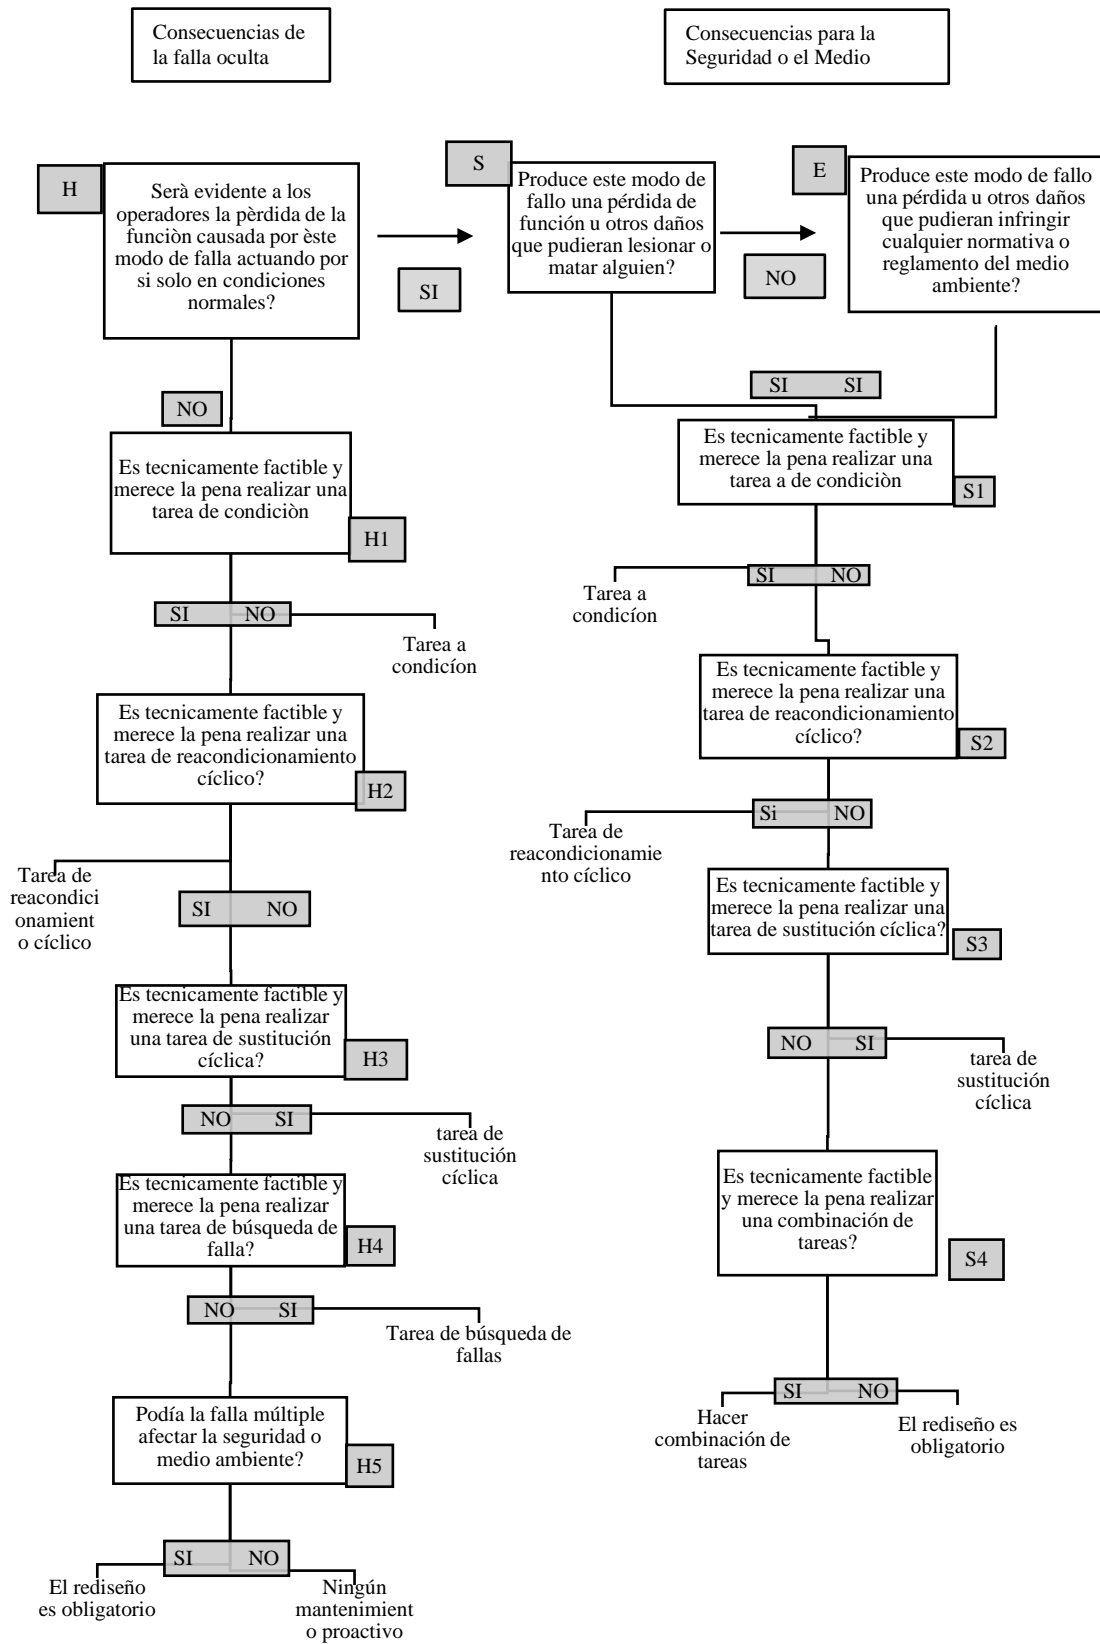 Consecuencias de
la falla oculta
Consecuencias para la
Seguridad o el Medio
H
Serà evidente a los
operadores la pèrdida de la
funciòn causada por èste
modo de falla actuando por
si solo en condiciones
normales?
SI
S
Produce este modo de
fallo una pérdida de
función u otros daños
que pudieran lesionar o
matar alguien?
NO
E
Produce este modo de fallo
una pérdida u otros daños
que pudieran infringir
cualquier normativa o
reglamento del medio
ambiente?
NO
Es tecnicamente factible y
merece la pena realizar una
tarea de condiciòn
H1
SI NO
Tarea a
condicíon
Es tecnicamente factible y
merece la pena realizar una
tarea de reacondicionamiento
cíclico?
H2
Tarea de
reacondici
onamient
o cíclico
SI NO
Es tecnicamente factible y
merece la pena realizar
una tarea de sustitución
cíclica?
H3
NO SI
tarea de
sustitución
cíclica
Es tecnicamente factible y
merece la pena realizar
una tarea de búsqueda de
falla?
H4
NO SI
Tarea de búsqueda de
fallas
Podía la falla múltiple
afectar la seguridad o
medio ambiente?
H5
SI NO
El rediseño
es obligatorio
Ningún
mantenimient
o proactivo
SI SI
Es tecnicamente factible y
merece la pena realizar una
tarea a de condiciòn
S1
SI NO
Tarea a
condicíon
Es tecnicamente factible y
merece la pena realizar una
tarea de reacondicionamiento
cíclico?
S2
Si NO
Tarea de
reacondicionamie
nto cíclico
Es tecnicamente factible y
merece la pena realizar una
tarea de sustitución cíclica?
S3
NO SI
tarea de
sustitución
cíclica
Es tecnicamente factible
y merece la pena realizar
una combinación de
tareas?
S4
SI NO
Hacer
combinación de
tareas
El rediseño es
obligatorio